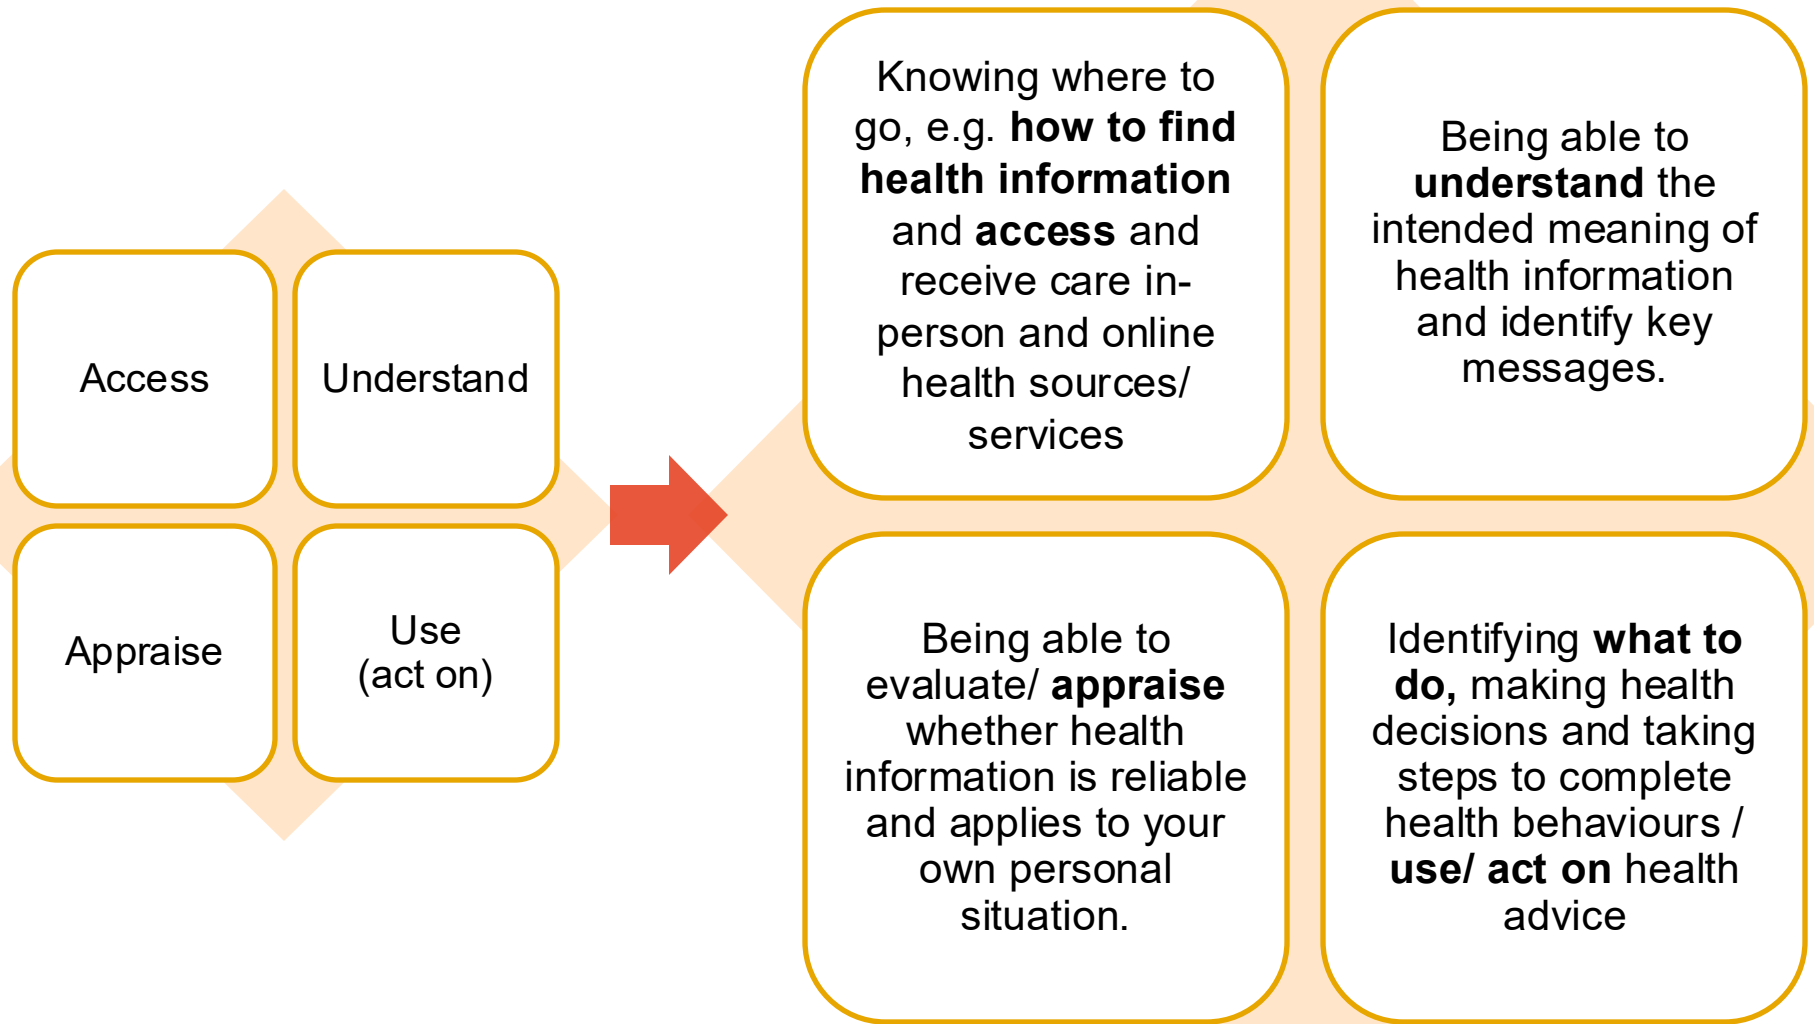 Access
Understand
Appraise
Use
(act on)
Knowing where to
go, e.g. how to find
health information
and access and
receive care in-
person and online
health sources/
services
Being able to
understand the
intended meaning of
health information
and identify key
messages.
Being able to
evaluate/ appraise
whether health
information is reliable
and applies to your
own personal
situation.
Identifying what to
do, making health
decisions and taking
steps to complete
health behaviours /
use/ act on health
advice